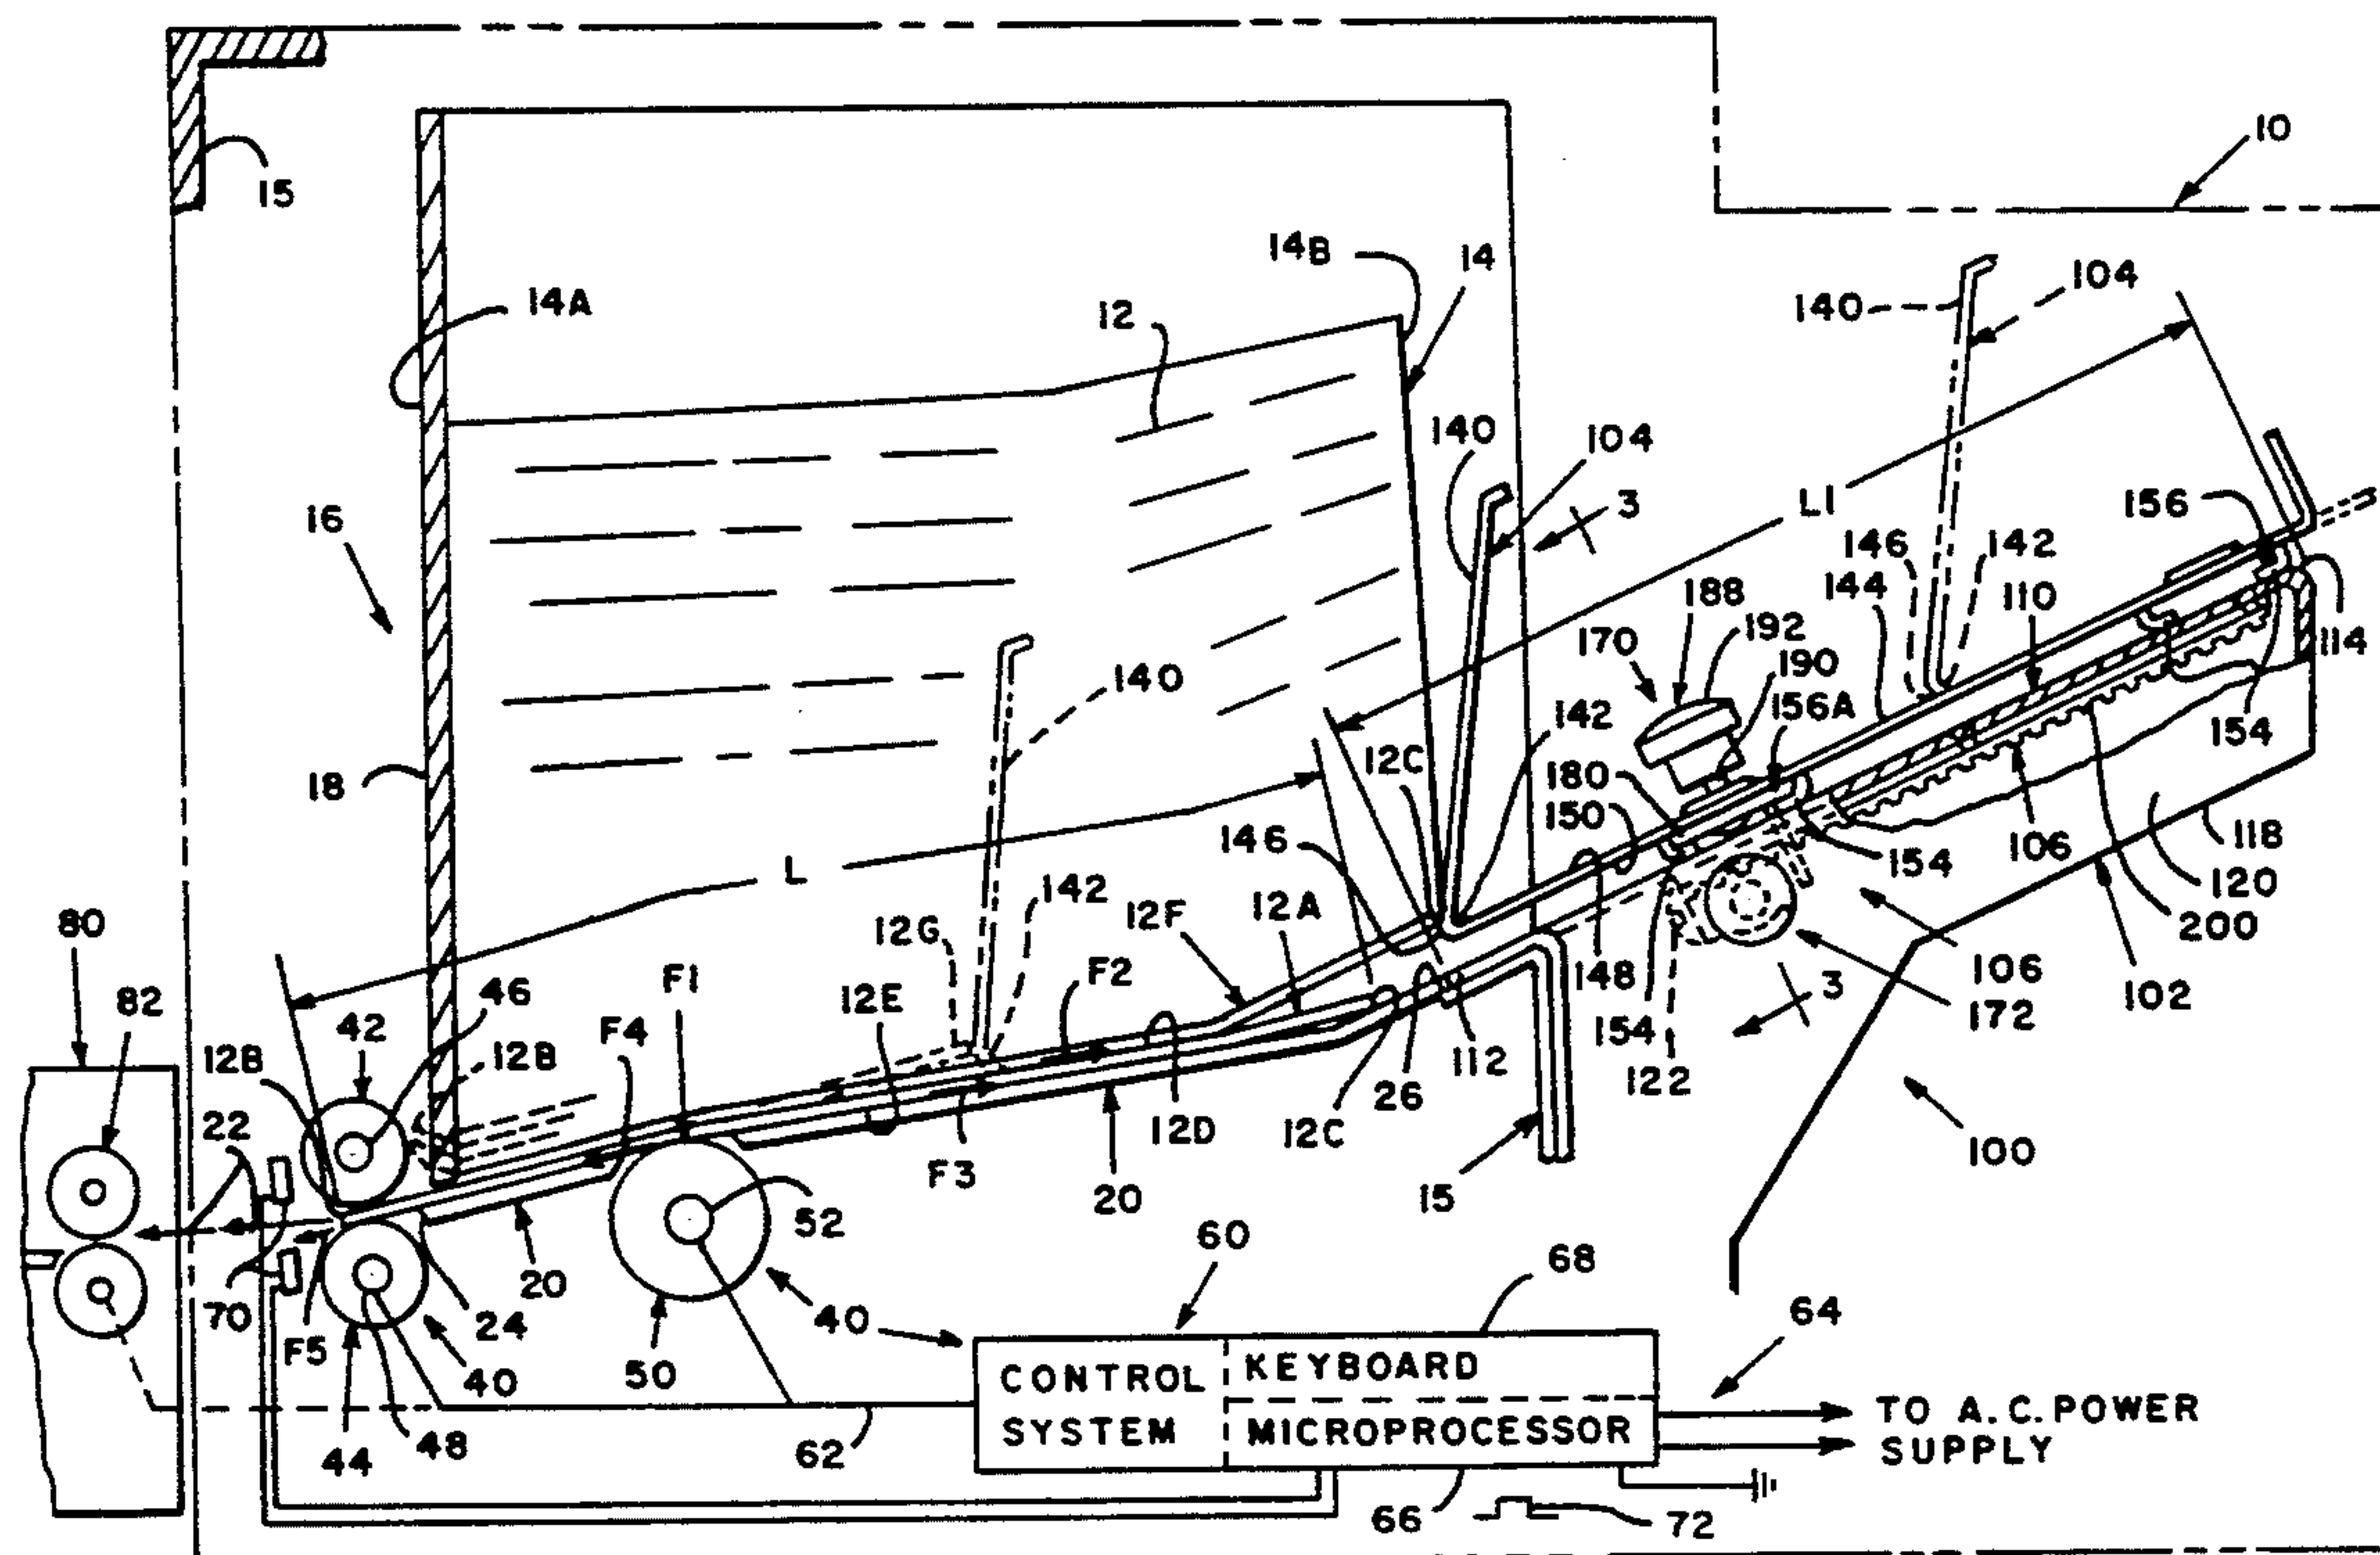 10
15
14B
14
104
140
14A
12
140
104
3
L1
156
16
146
142
144
110
188
192
170
190
114
140
156A
142
154
12C
18
180
150
146
L
118
106
154
120
142
12A
200
80
12G
12F
F1
F2
46
148
106
82
12E
3
102
F4
172
42
154
12B
12B
112
122
26
22
12D
12C
100
F3
20
15
52
60
68
20
70
24
64
40
F5
50
40
CONTROL SYSTEM
KEYBOARD
MICROPROCESSOR
TO A.C. POWER
SUPPLY
48
62
44
66
72